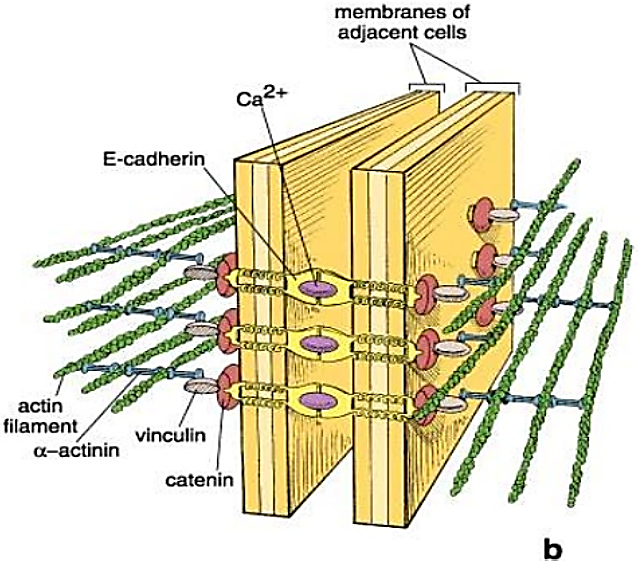 membranes of
adjacent cells
Ca2+
E-cadherin
actin
filament
α–actinin
vinculin
catenin
b